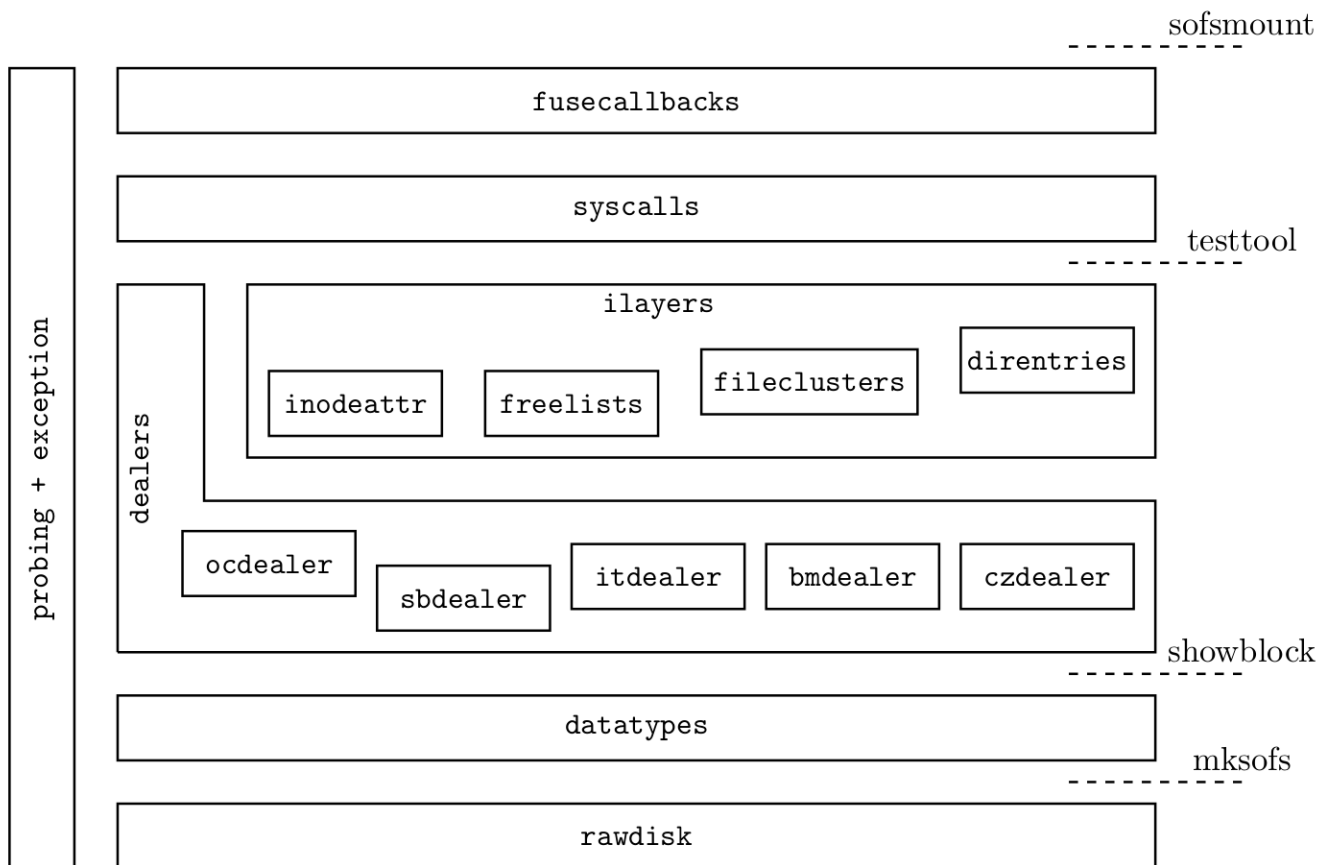 sofsmount
fusecallbacks
syscalls
testtool
probing + exception
dealers
ilayers
inodeattr
freelists
fileclusters
direntries
ocdealer
sbdealer
itdealer
bmdealer
czdealer
showblock
datatypes
mksofs
rawdisk